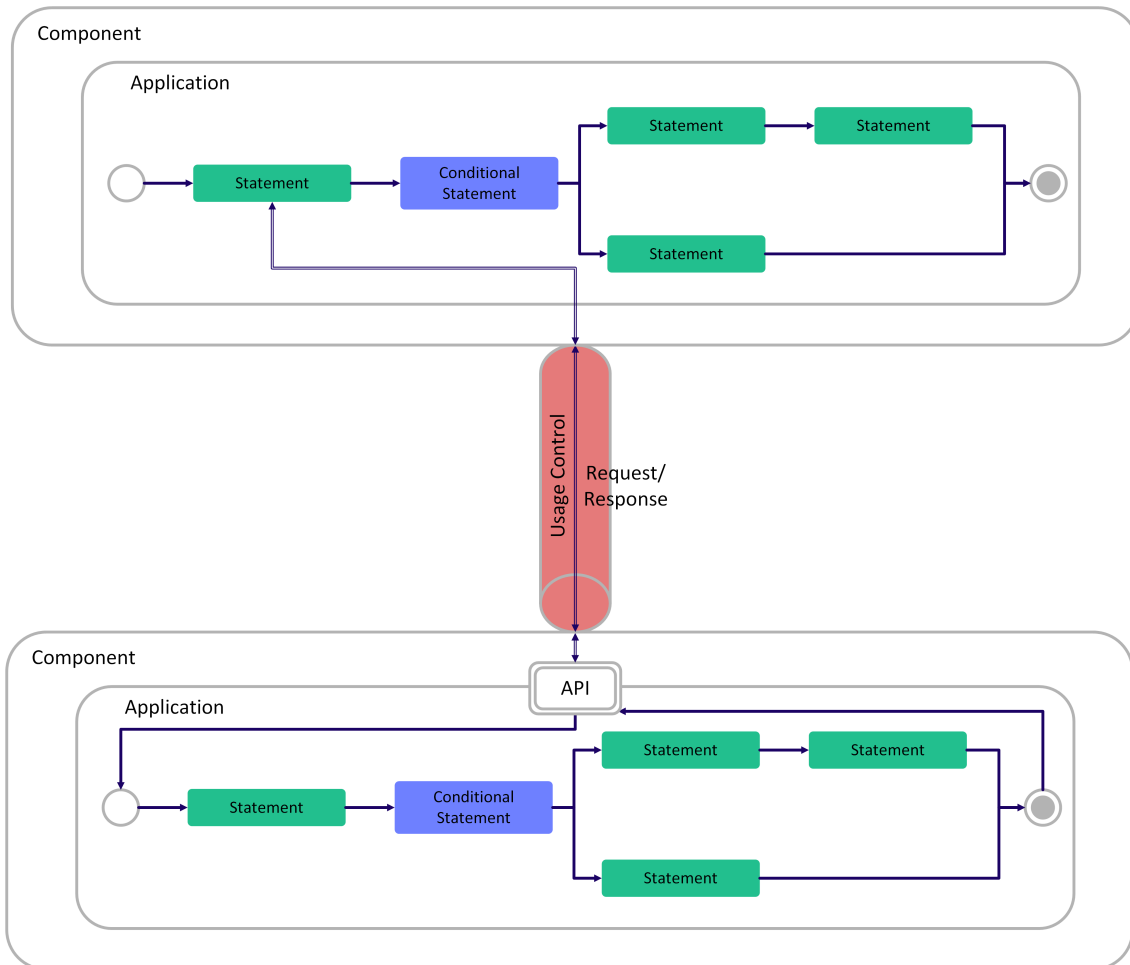 Component
Application
Statement
Statement
Statement
Conditional
Statement
Statement
Usage Control
Request/
Response
Component
API
Application
Statement
Statement
Statement
Conditional
Statement
Statement